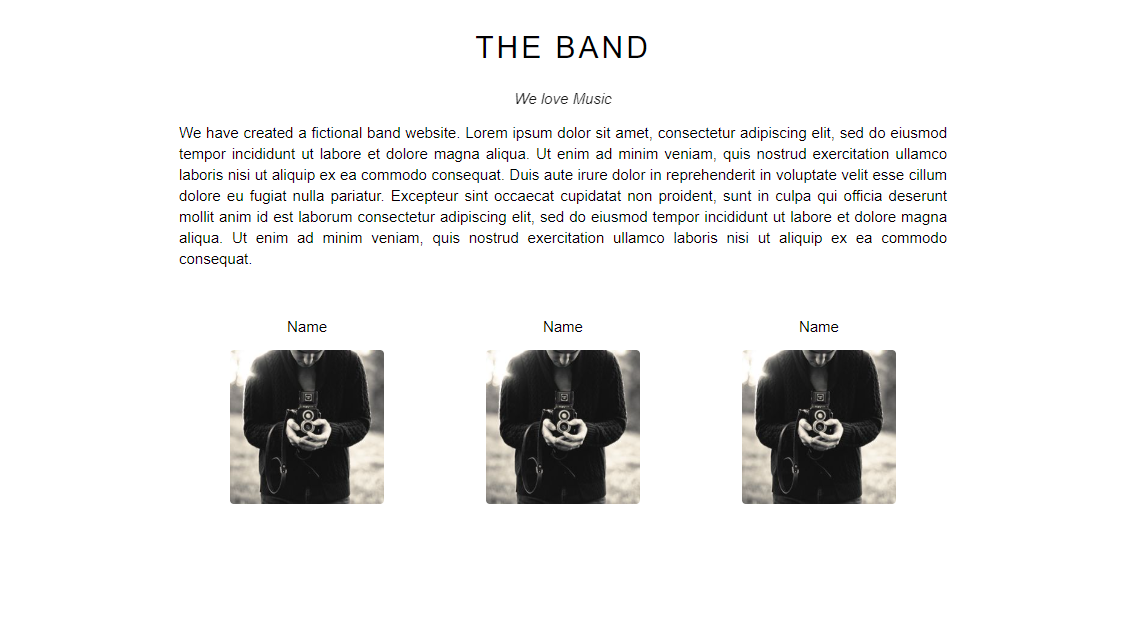 THE BAND
We love Music
We have created a fictional band website. Lorem ipsum dolor sit amet, consectetur adipiscing elit, sed do eiusmod
tempor incididunt ut labore et dolore magna aliqua. Ut enim ad minim veniam, quis nostrud exercitation ullamco
laboris nisi ut aliquip ex ea commodo consequat. Duis aute irure dolor in reprehenderit in voluptate velit esse cillum
dolore eu fugiat nulla pariatur. Excepteur sint occaecat cupidatat non proident, sunt in culpa qui officia deserunt
mollit anim id est laborum consectetur adipiscing elit, sed do eiusmod tempor incididunt ut labore et dolore magna
aliqua. Ut enim ad minim veniam, quis nostrud exercitation ullamco laboris nisi ut aliquip ex ea commodo
consequat.
Name Name Name